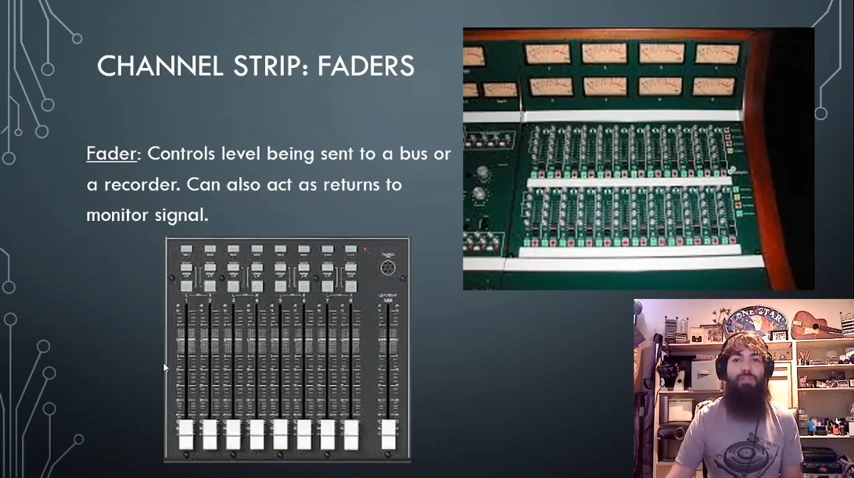 CHANNEL STRIP: FADERS
Fader: Controls level being sent to a bus or
a recorder. Can also act as returns to
monitor signal.